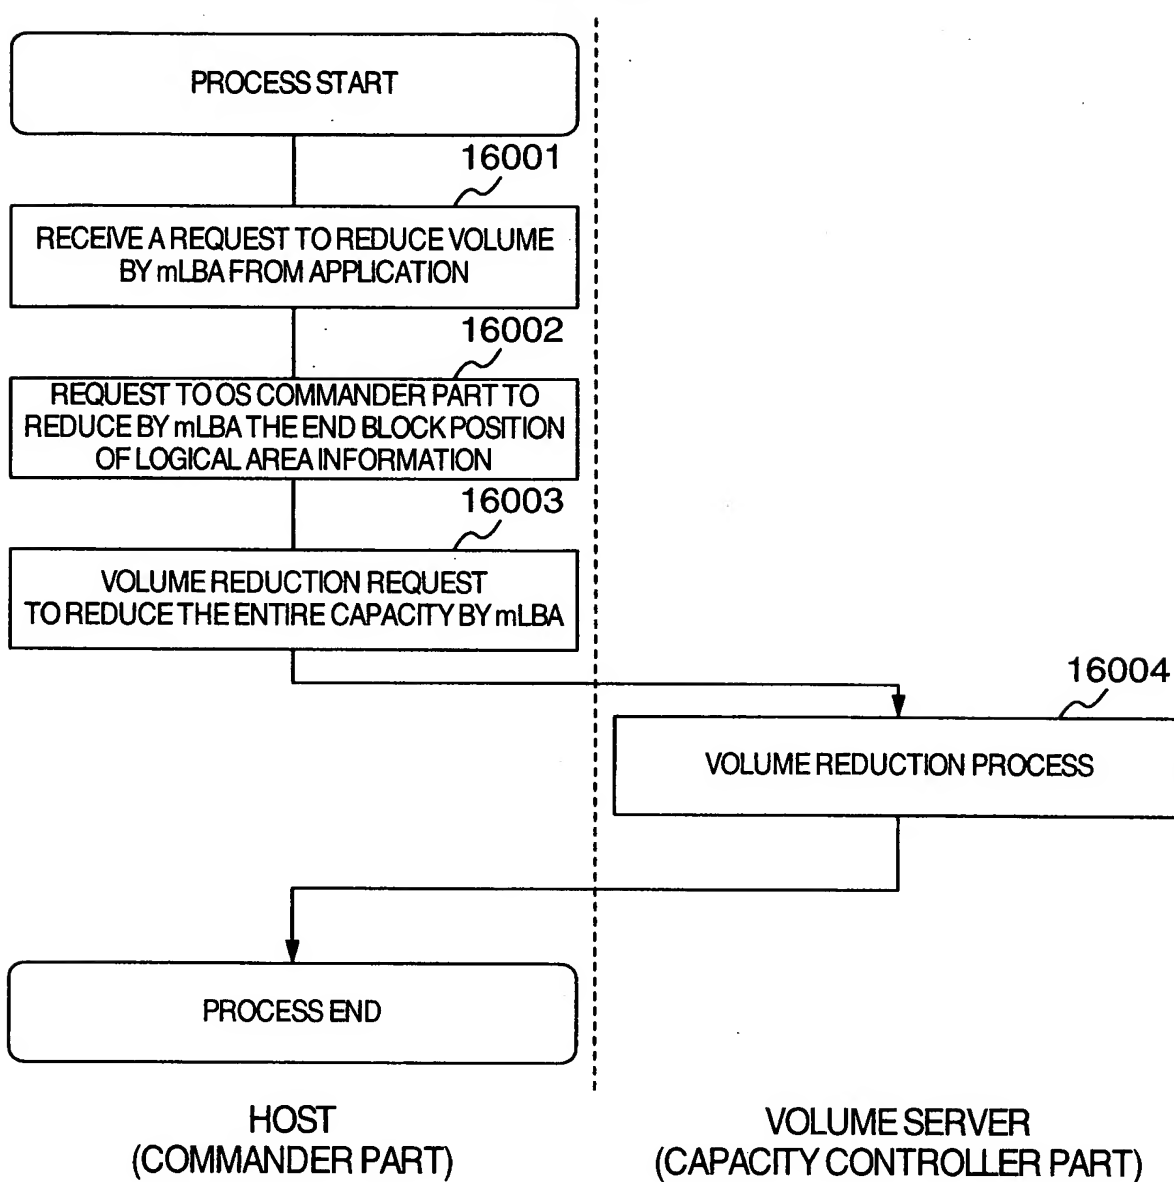 PROCESS START
16001
RECEIVE A REQUEST TO REDUCE VOLUME
BY mLBA FROM APPLICATION
16002
REQUEST TO OS COMMANDER PART TO
REDUCE BY mLBA THE END BLOCK POSITION
OF LOGICAL AREA INFORMATION
16003
VOLUME REDUCTION REQUEST
TO REDUCE THE ENTIRE CAPACITY BY mLBA
16004
VOLUME REDUCTION PROCESS
PROCESS END
HOST
(COMMANDER PART)
VOLUME SERVER
(CAPACITY CONTROLLER PART)